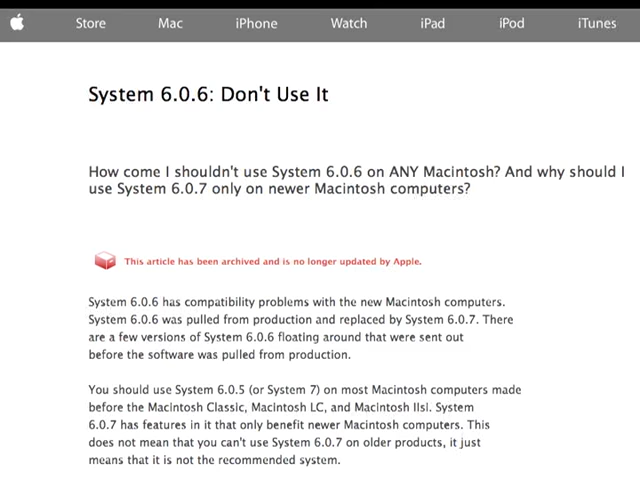 Store Mac iPhone Watch iPad iPod iTunes
System 6.0.6: Don't Use It
How come I shouldn't use System 6.0.6 on ANY Macintosh? And why should I
use System 6.0.7 only on newer Macintosh computers?
This article has been archived and is no longer updated by Apple.
System 6.0.6 has compatibility problems with the new Macintosh computers.
System 6.0.6 was pulled from production and replaced by System 6.0.7. There
are a few versions of System 6.0.6 floating around that were sent out
before the software was pulled from production.
You should use System 6.0.5 (or System 7) on most Macintosh computers made
before the Macintosh Classic, Macintosh LC, and Macintosh IIsi. System
6.0.7 has features in it that only benefit newer Macintosh computers. This
does not mean that you can't use System 6.0.7 on older products, it just
means that it is not the recommended system.